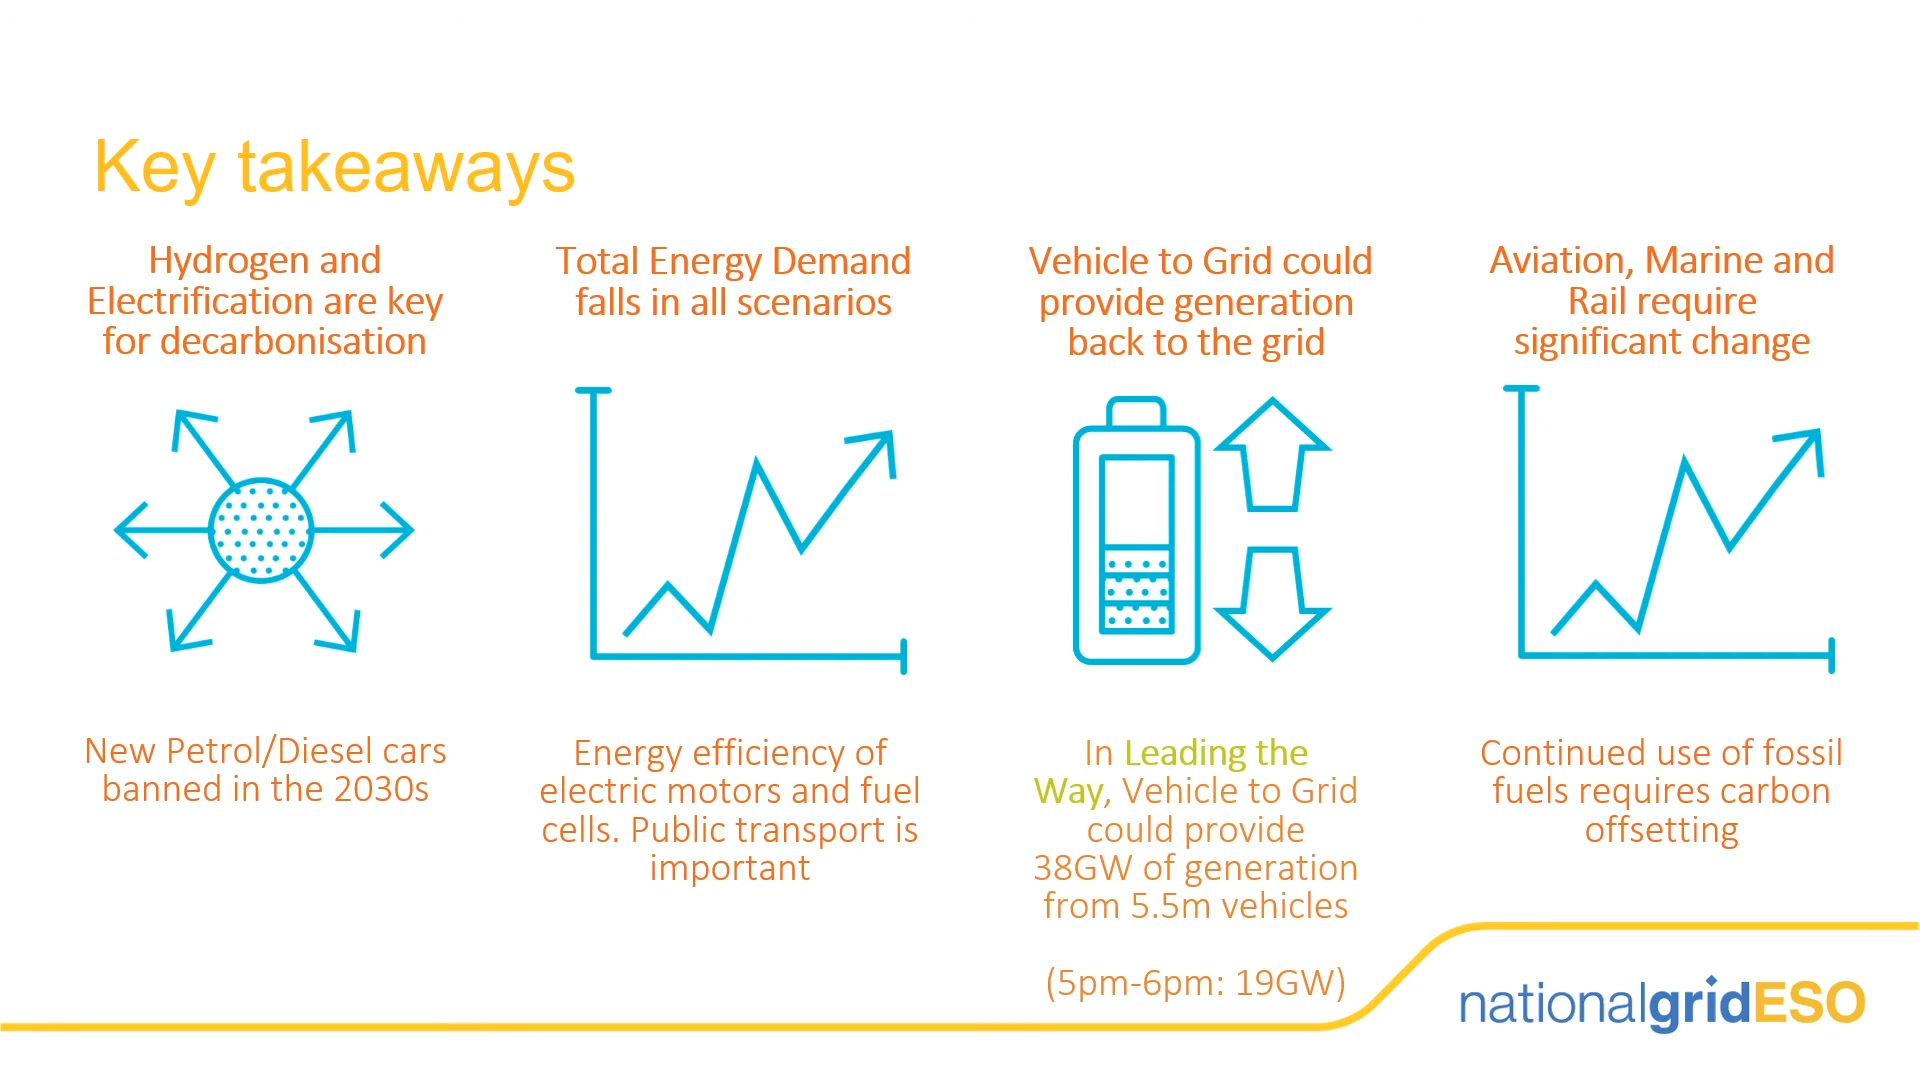 Key takeaways
Hydrogen and
Electrification are key
for decarbonisation
New Petrol/Diesel cars
banned in the 2030s
Total Energy Demand
falls in all scenarios
Energy efficiency of
electric motors and fuel
cells. Public transport is
important
Vehicle to Grid could
provide generation
back to the grid
In Leading the
Way, Vehicle to Grid
could provide
38GW of generation
from 5.5m vehicles
(5pm-6pm: 19GW)
Aviation, Marine and
Rail require
significant change
Continued use of fossil
fuels requires carbon
offsetting
nationalgridESO